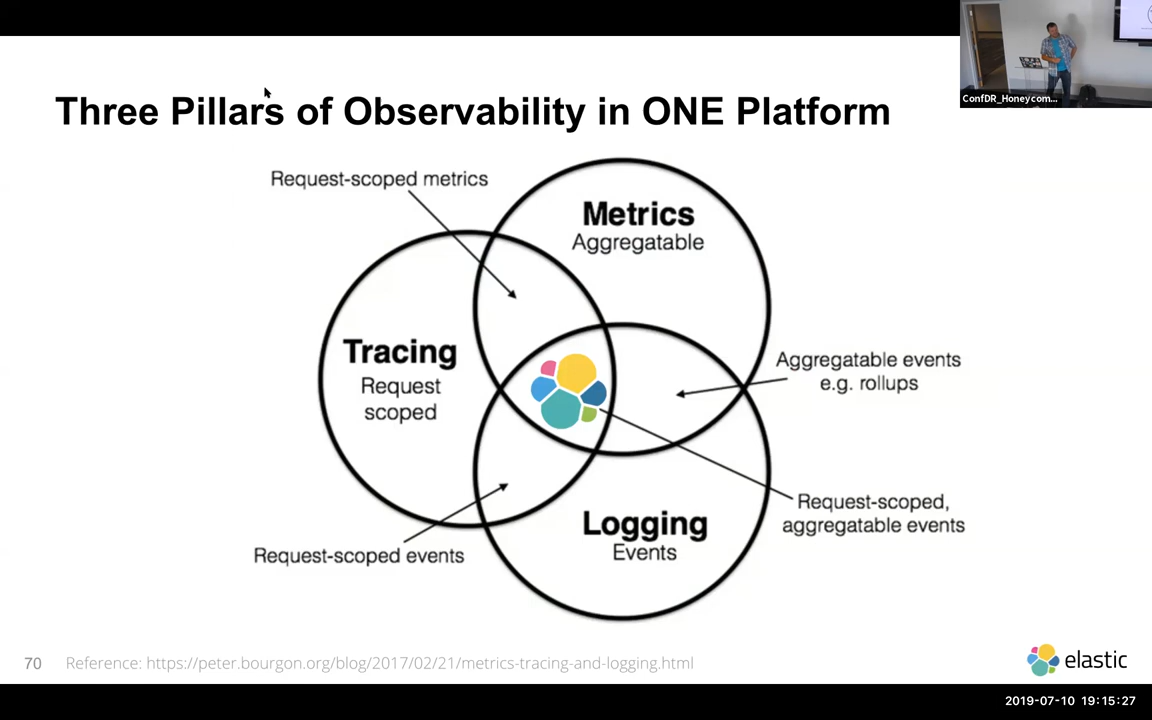 ConfDR_Honeycom...
Three Pillars of Observability in ONE Platform
Request-scoped metrics
Metrics
Aggregatable
Tracing
Request
scoped
Aggregatable events
e.g. rollups
Request-scoped,
aggregatable events
Logging
Events
Request-scoped events
70
Reference: https://peter.bourgon.org/blog/2017/02/21/metrics-tracing-and-logging.html
elastic
2019-07-10 19:15:27